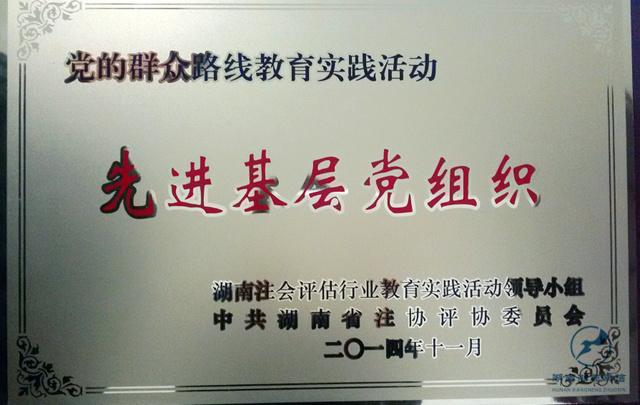 党的群众路线教育实践活动
先进基层党组织
湖南注会评估行业教育实践活动领导小组
中共湖南省注协评协委员会
二〇一四年十一月